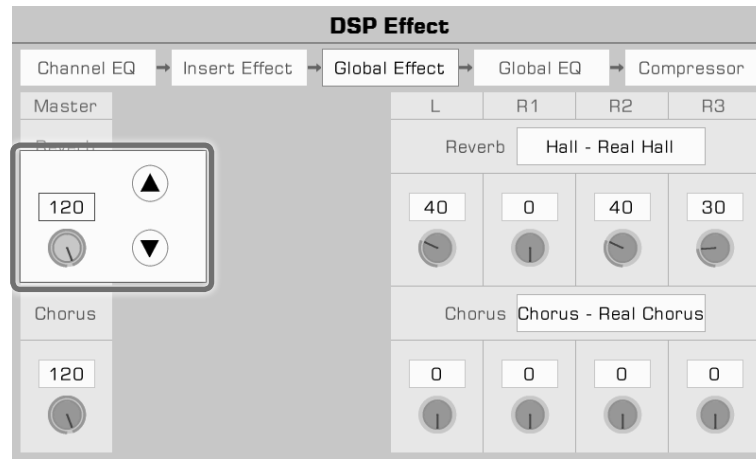 DSP Effect
Channel EQ → Insert Effect → Global Effect → Global EQ → Compressor
Master L R1 R2 R3
Reverb Hall - Real Hall
120 40 0 40 30
Chorus Chorus Chorus - Real Chorus
120 0 0 0 0